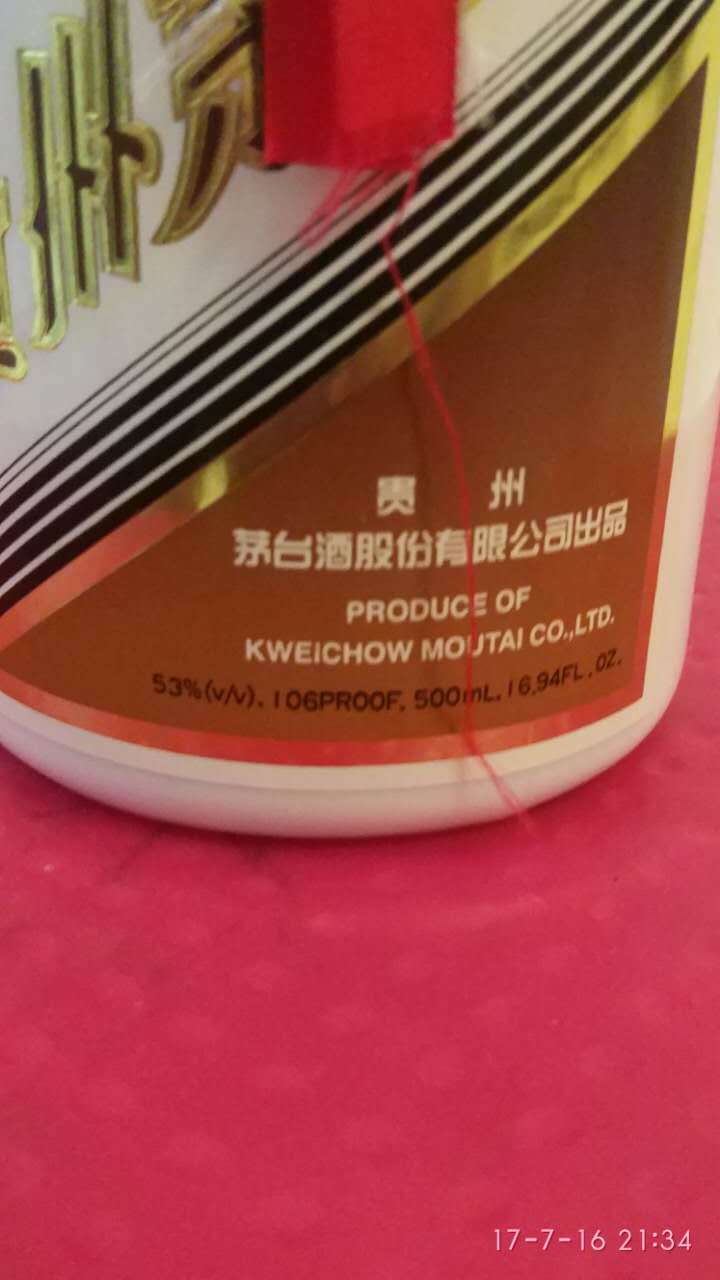 贵 州
茅台酒股份有限公司出品
PRODUCE OF
KWEICHOW MOUTAI CO.,LTD.
53%(v/v). 106PROOF. 500mL. 16.94FL.OZ.
17-7-16 21:34